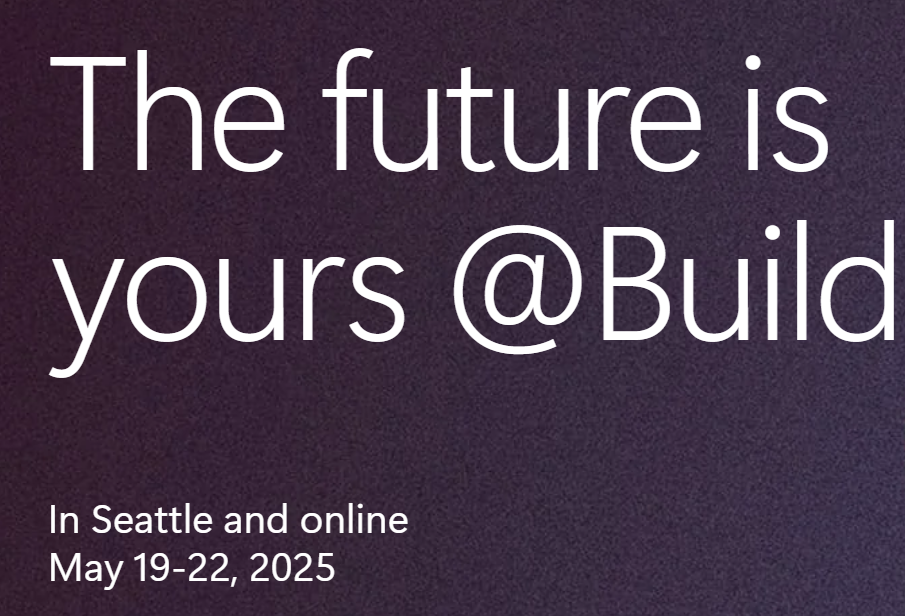 The future is
yours @Build
In Seattle and online
May 19-22, 2025